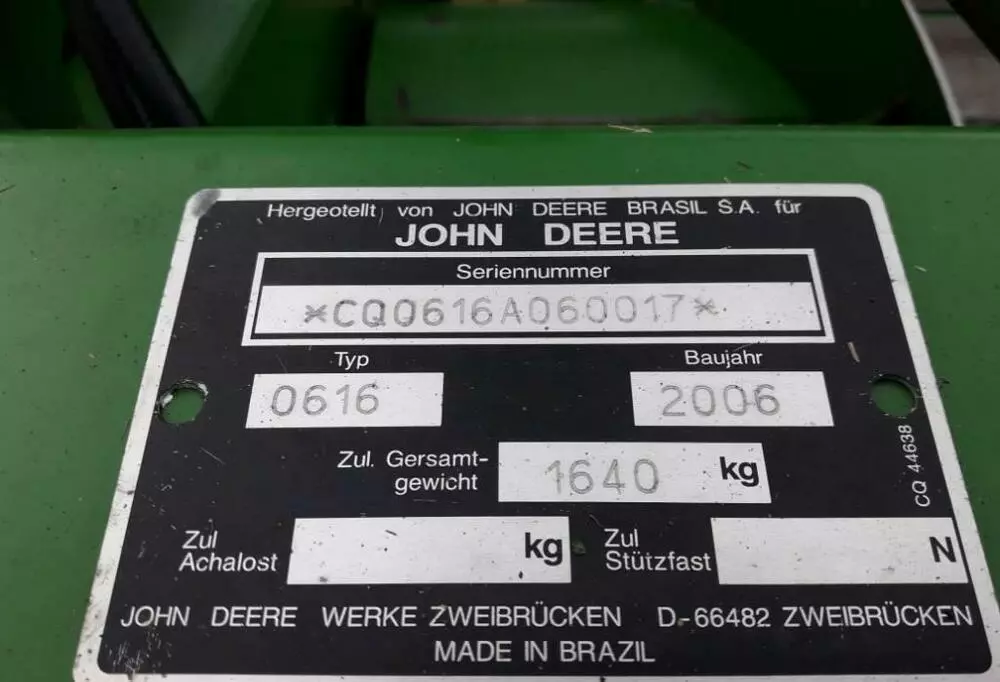 Hergeotellt von JOHN DEERE BRASIL S.A. für
JOHN DEERE
Seriennummer
*CQ0616A060017*
Typ
Baujahr
0616
2006
Zul. Gersamt-
gewicht
1640 kg
CQ 44638
Zul
Achalost
kg
Zul
Stützfast
N
JOHN DEERE WERKE ZWEIBRÜCKEN D-66482 ZWEIBRÜCKEN
MADE IN BRAZIL